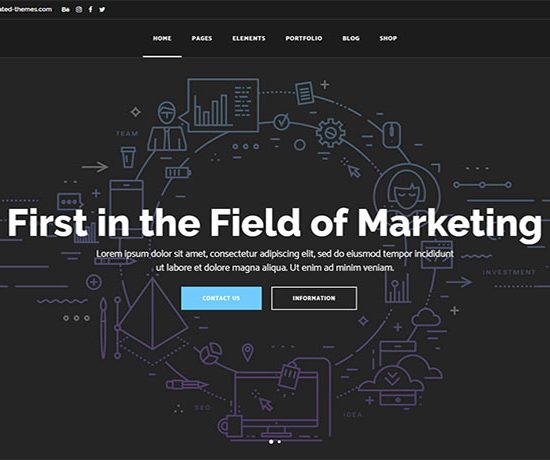 ated-themes.com
HOME PAGES ELEMENTS PORTFOLIO BLOG SHOP
TEAM
First in the Field of Marketing
Lorem ipsum dolor sit amet, consectetur adipiscing elit, sed do eiusmod tempor incididunt
ut labore et dolore magna aliqua. Ut enim ad minim veniam.
INVESTMENT
CONTACT US INFORMATION
SEO
IDEA